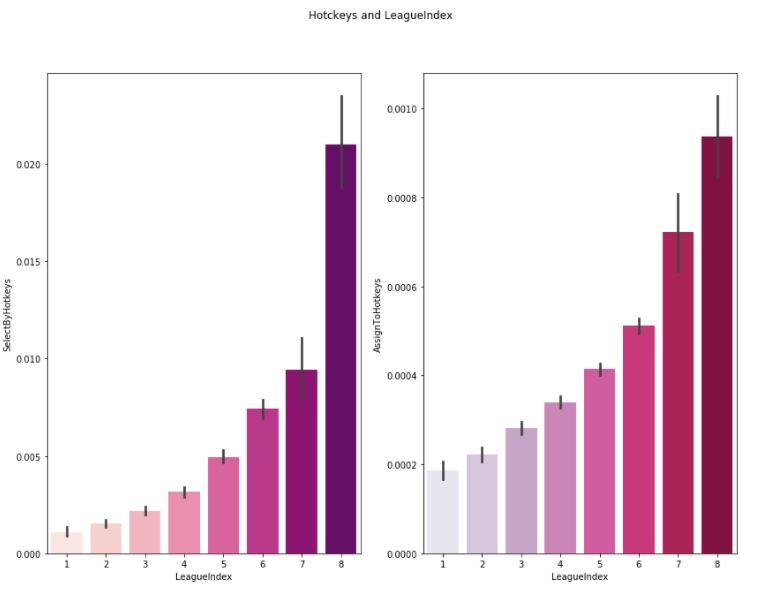 Hotckeys and LeagueIndex
SelectByHotkeys
0.020
0.015
0.010
0.005
0.000
1 2 3 4 5 6 7 8
LeagueIndex
AssignToHotkeys
0.0010
0.0008
0.0006
0.0004
0.0002
0.0000
1 2 3 4 5 6 7 8
LeagueIndex